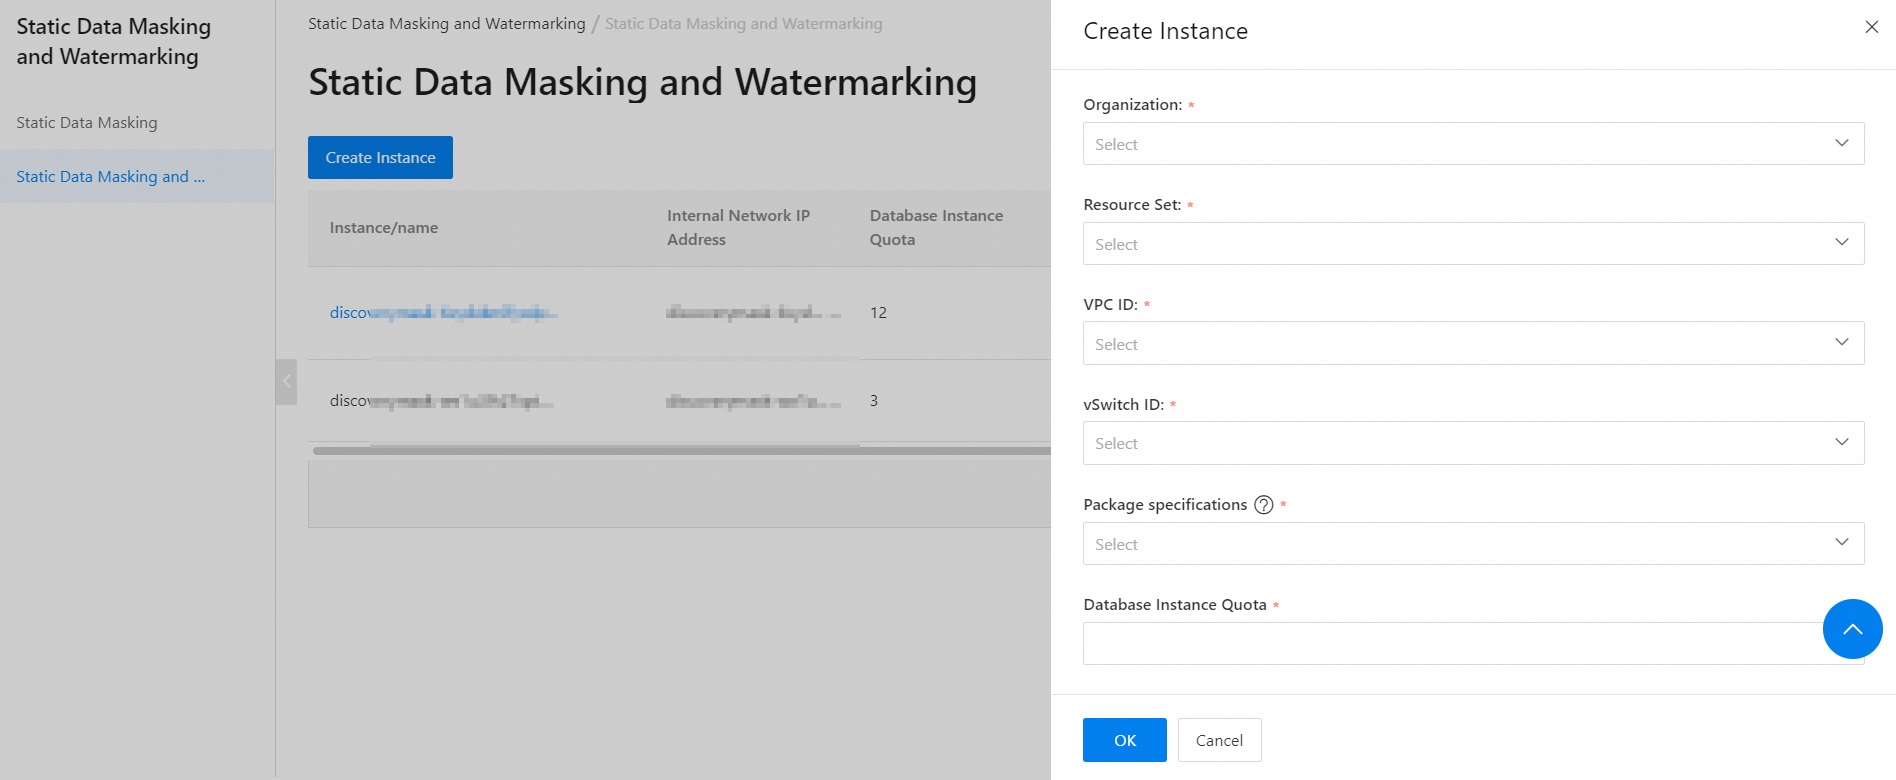 Static Data Masking
and Watermarking
Static Data Masking
Static Data Masking and ...
Static Data Masking and Watermarking / Static Data Masking and Watermarking
Static Data Masking and Watermarking
Create Instance
Instance/name
Internal Network IP
Address
Database Instance
Quota
12
3
Create Instance
Organization: *
Select
Resource Set: *
Select
VPC ID: *
Select
vSwitch ID: *
Select
Package specifications ? *
Select
Database Instance Quota *
OK
Cancel